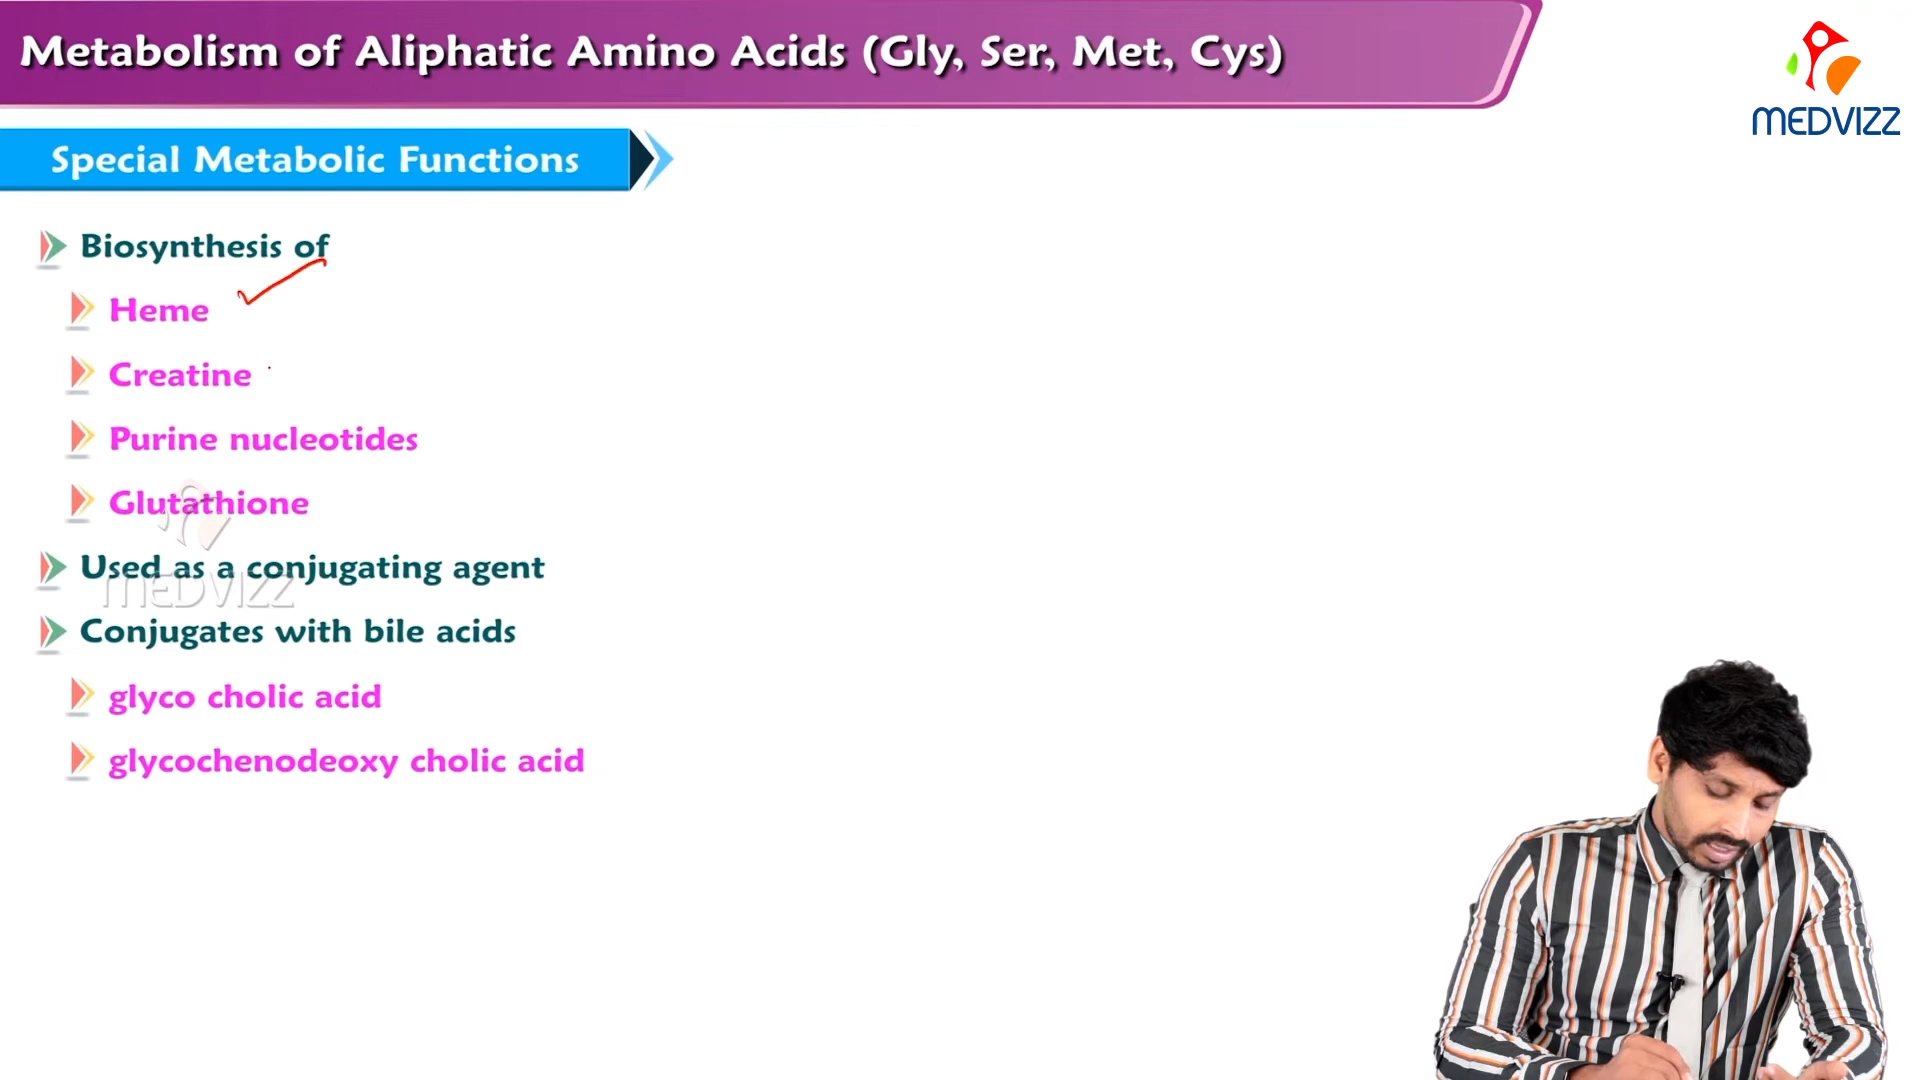 Metabolism of Aliphatic Amino Acids (Gly, Ser, Met, Cys)
MEDVIZZ
Special Metabolic Functions
Biosynthesis of
Heme
Creatine
Purine nucleotides
Glutathione
Used as a conjugating agent
MEDVIZZ
Conjugates with bile acids
glyco cholic acid
glycochenodeoxy cholic acid